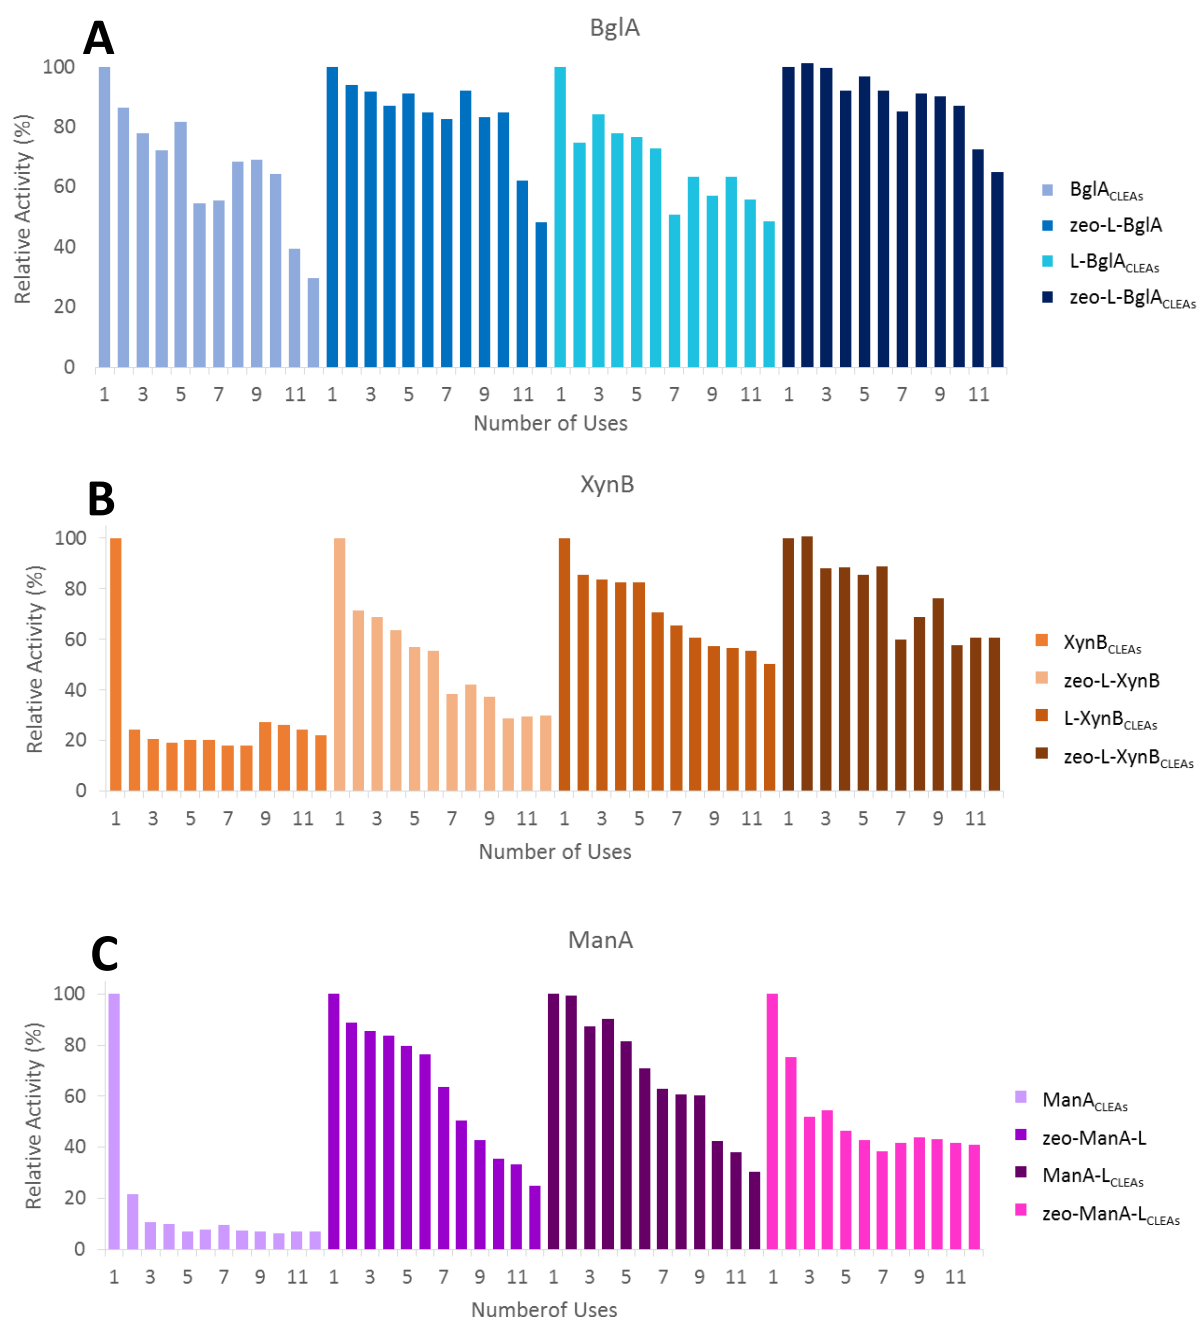 A
BglA
Relative Activity (%)
100
80
60
40
20
0
1 3 5 7 9 11 1 3 5 7 9 11 1 3 5 7 9 11 1 3 5 7 9 11
Number of Uses
BglACLEAs
zeo-L-BglA
L-BglACLEAs
zeo-L-BglACLEAs
B
XynB
Relative Activity (%)
100
80
60
40
20
0
1 3 5 7 9 11 1 3 5 7 9 11 1 3 5 7 9 11 1 3 5 7 9 11
Number of Uses
XynBCLEAs
zeo-L-XynB
L-XynBCLEAs
zeo-L-XynBCLEAs
C
ManA
Relative Activity (%)
100
80
60
40
20
0
1 3 5 7 9 11 1 3 5 7 9 11 1 3 5 7 9 11 1 3 5 7 9 11
Numberof Uses
ManACLEAs
zeo-ManA-L
ManA-LCLEAs
zeo-ManA-LCLEAs